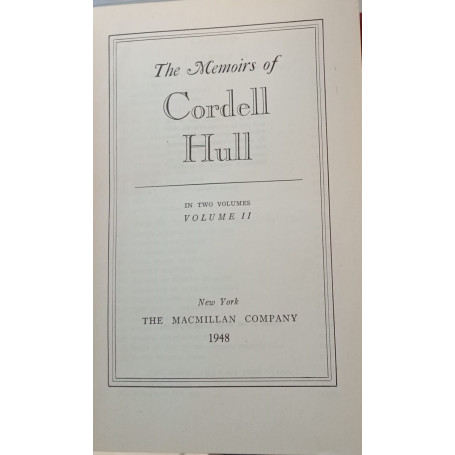 The Memoirs of
Cordell
Hull
IN TWO VOLUMES
VOLUME II
New York
THE MACMILLAN COMPANY
1948